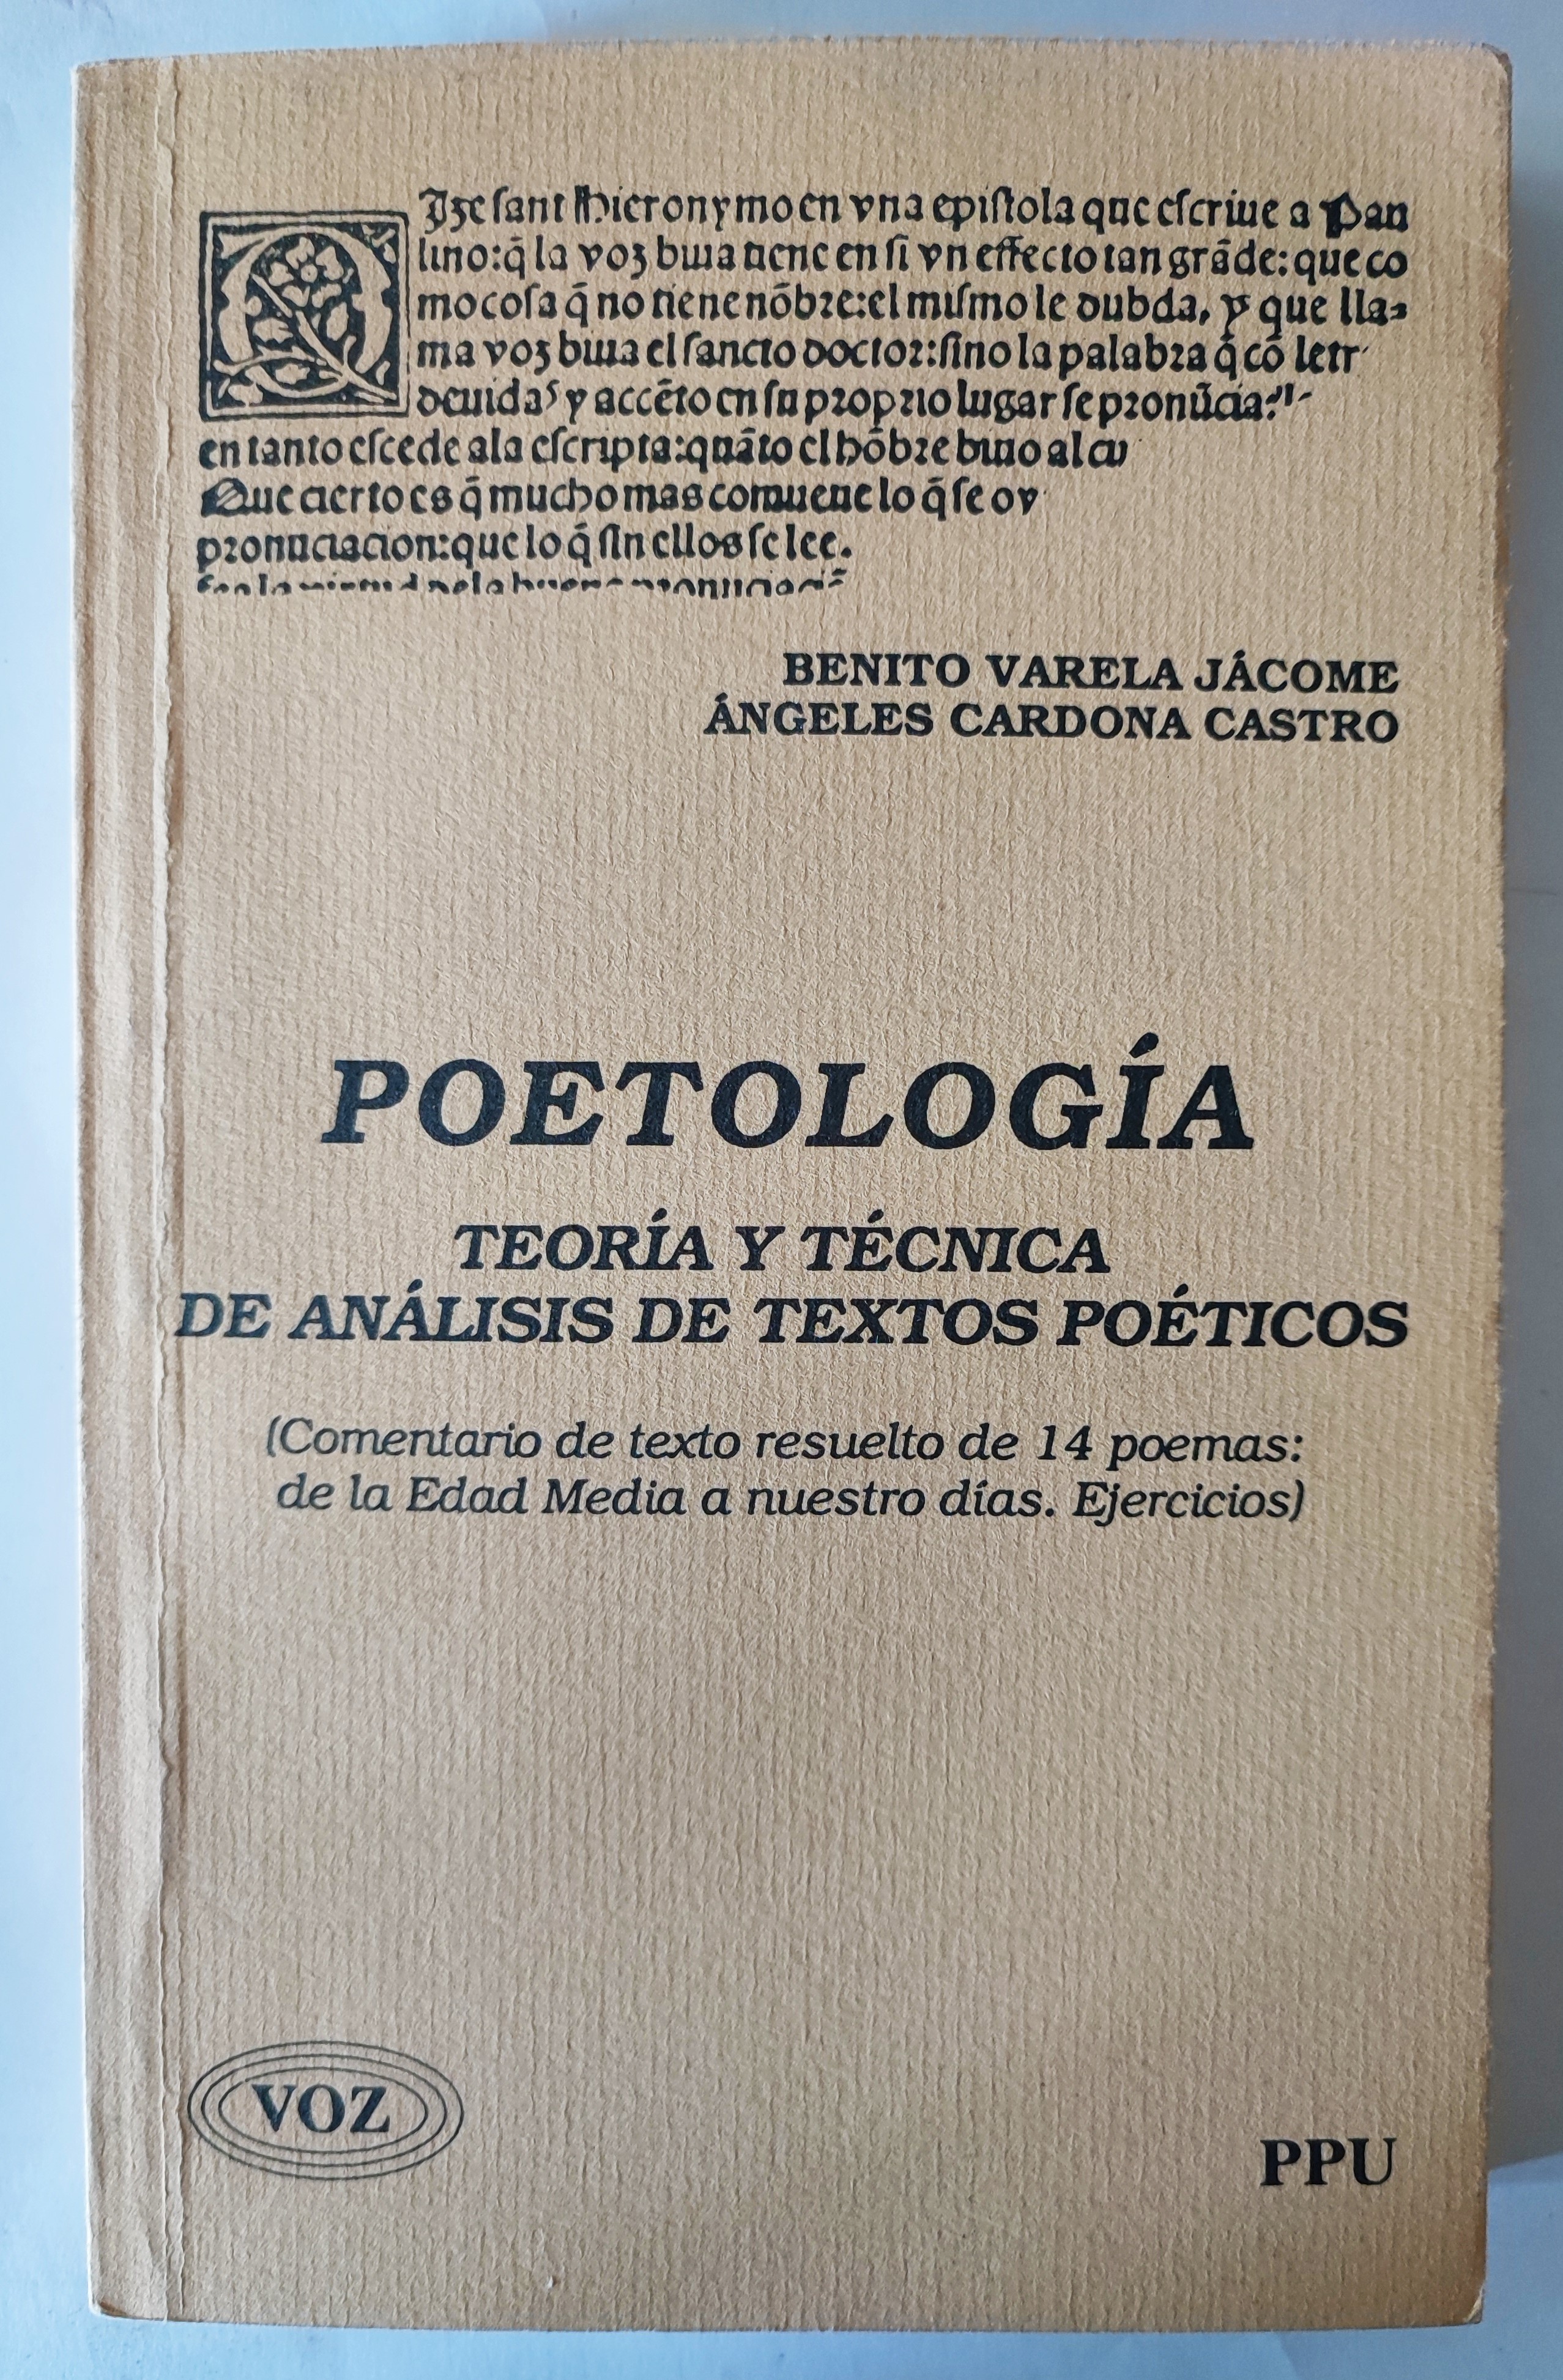 Dize sant Hieronymo en vna epistola que escriue a Pau
lino: q̃ la voz biua tiene en si vn effecto tan grãde: que co
mo cosa q̃ no tiene nõbre: el mismo le dubda, y que lla-
ma voz biua el sancto doctor: sino la palabra q̃ cõ letr
deuidas y accẽto en su proprio lugar se pronũcia:
en tanto escede ala escripta: quãto el hõbre biuo al
Que cierto es q̃ mucho mas comueue lo q̃ se oy
pronunciacion: que lo q̃ sin ellos se lee.
BENITO VARELA JÁCOME
ÁNGELES CARDONA CASTRO
POETOLOGÍA
TEORÍA Y TÉCNICA
DE ANÁLISIS DE TEXTOS POÉTICOS
(Comentario de texto resuelto de 14 poemas:
de la Edad Media a nuestro días. Ejercicios)
VOZ
PPU